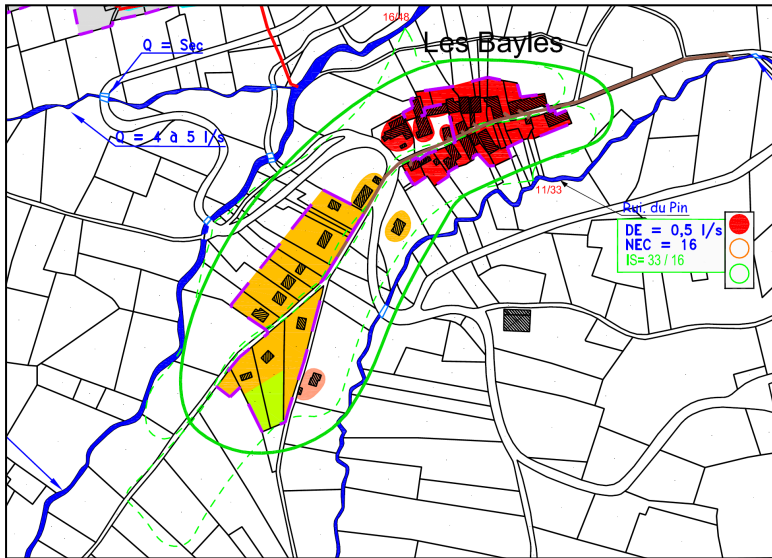 16/48
Les Bayles
Q = Sec
Q = 4 à 5 l/s
11/33
Rui. du Pin
DE = 0,5 l/s
NEC = 16
IS= 33 / 16